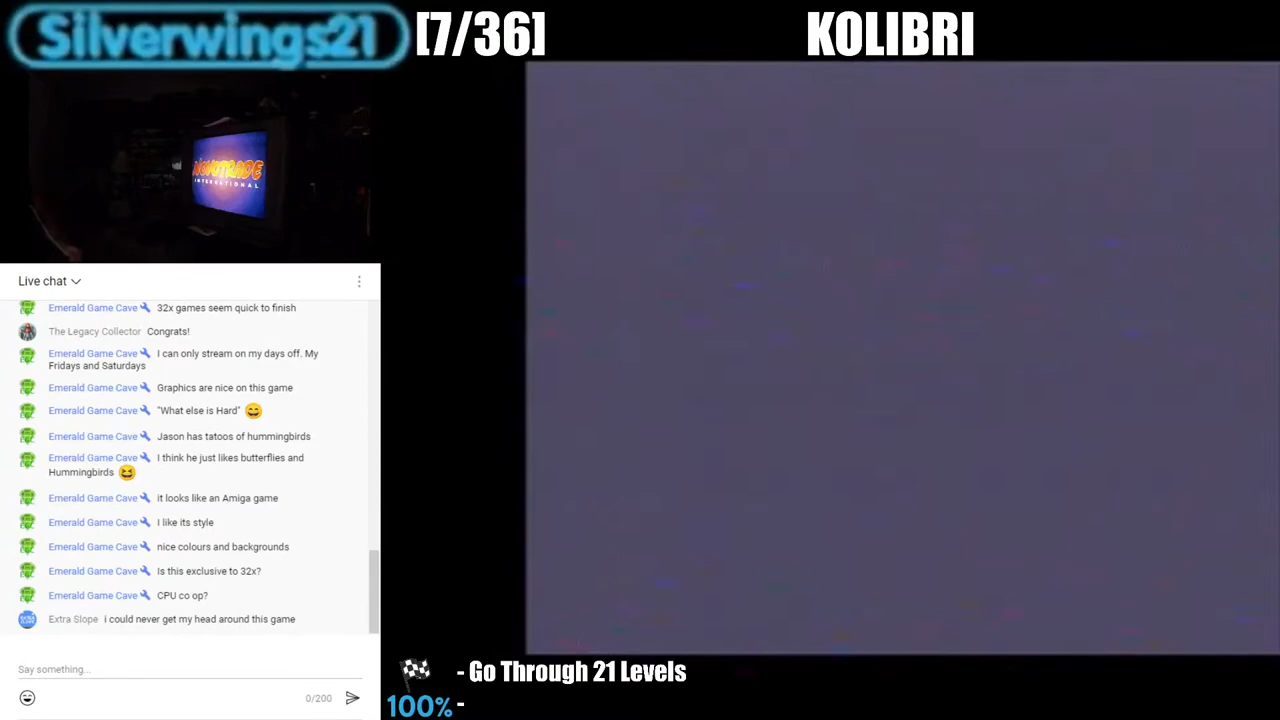 Silverwings21
[7/36]
KOLIBRI
NOVOTRADE
INTERNATIONAL
Live chat
Emerald Game Cave 32x games seem quick to finish
The Legacy Collector Congrats!
Emerald Game Cave I can only stream on my days off. My
Fridays and Saturdays
Emerald Game Cave Graphics are nice on this game
Emerald Game Cave "What else is Hard" 😄
Emerald Game Cave Jason has tatoos of hummingbirds
Emerald Game Cave I think he just likes butterflies and
Hummingbirds 😆
Emerald Game Cave it looks like an Amiga game
Emerald Game Cave I like its style
Emerald Game Cave nice colours and backgrounds
Emerald Game Cave Is this exclusive to 32x?
Emerald Game Cave CPU co op?
Extra Slope i could never get my head around this game
Say something...
0/200
- Go Through 21 Levels
100% -